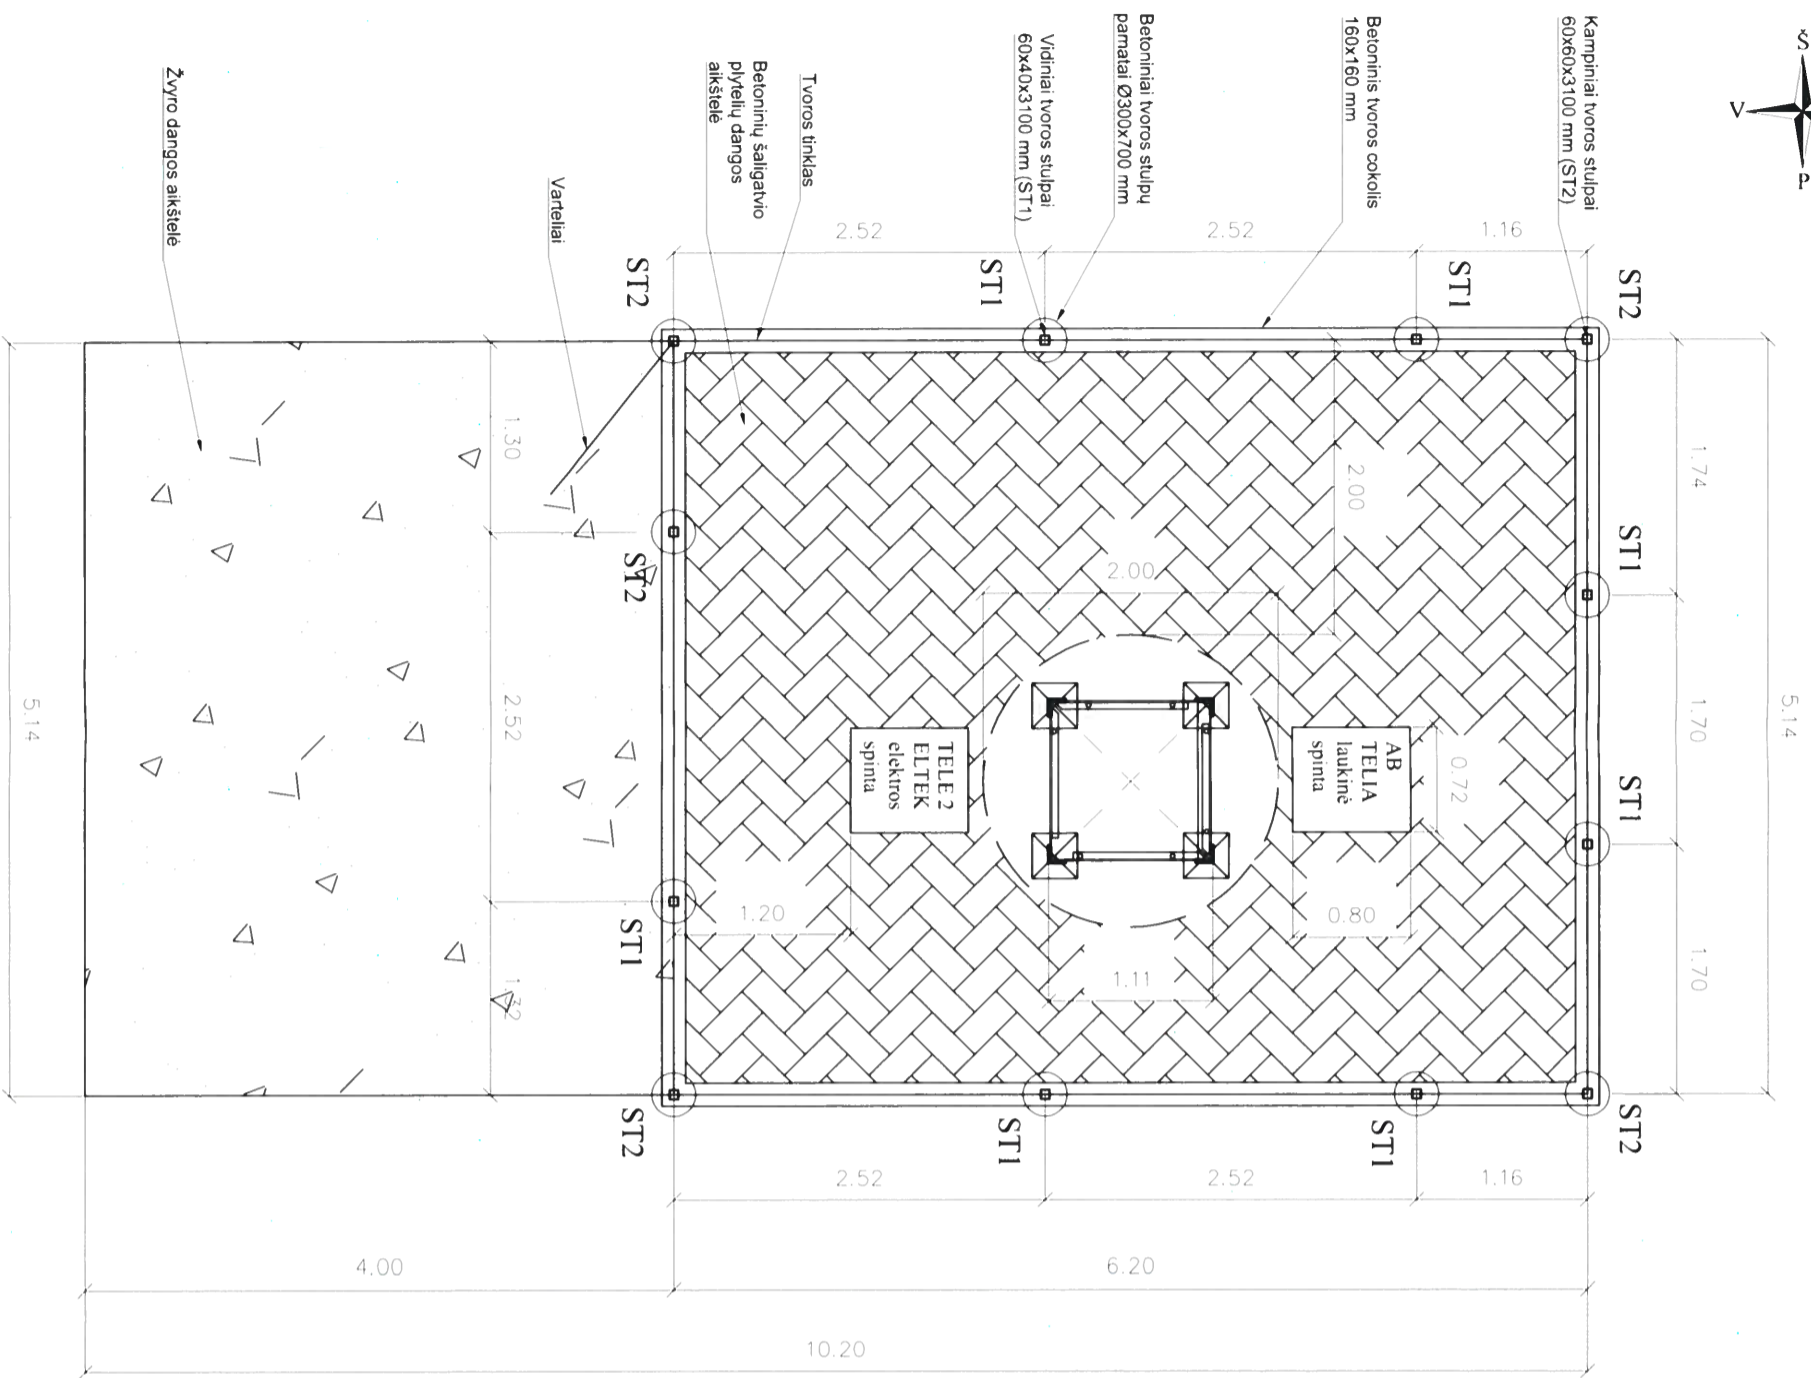 Š
V
P
Kampiniai tvoros stulpai
60x60x3100 mm (ST2)
Betoninis tvoros cokolis
160x160 mm
Betoniniai tvoros stulpų
pamatai Ø300x700 mm
Vidiniai tvoros stulpai
60x40x3100 mm (ST1)
Tvoros tinklas
Betoninių šaligatvio
plytelių dangos
aikštelė
Varteliai
Žvyro dangos aikštelė
1.16
2.52
2.52
ST2
ST1
ST1
ST2
5.14
1.74
1.70
1.70
ST1
ST1
2.00
2.00
AB
TELIA
laukinė
spinta
0.72
0.80
TELE 2
ELTEK
elektros
spinta
1.20
1.11
1.30
2.52
1.32
ST2
ST1
5.14
ST2
ST1
ST1
ST2
1.16
2.52
2.52
6.20
4.00
10.20